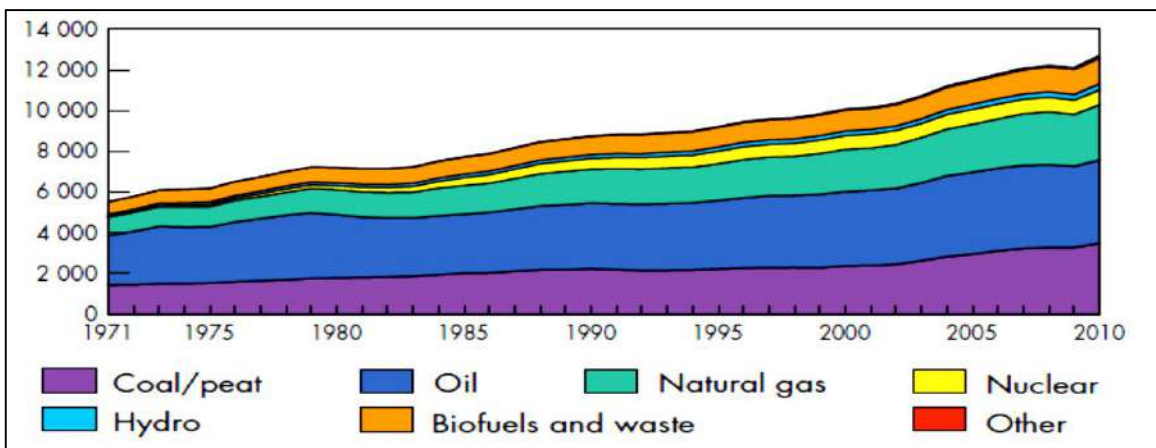 14 000
12 000
10 000
8 000
6 000
4 000
2 000
0
1971 1975 1980 1985 1990 1995 2000 2005 2010
Coal/peat Oil Natural gas Nuclear
Hydro Biofuels and waste Other